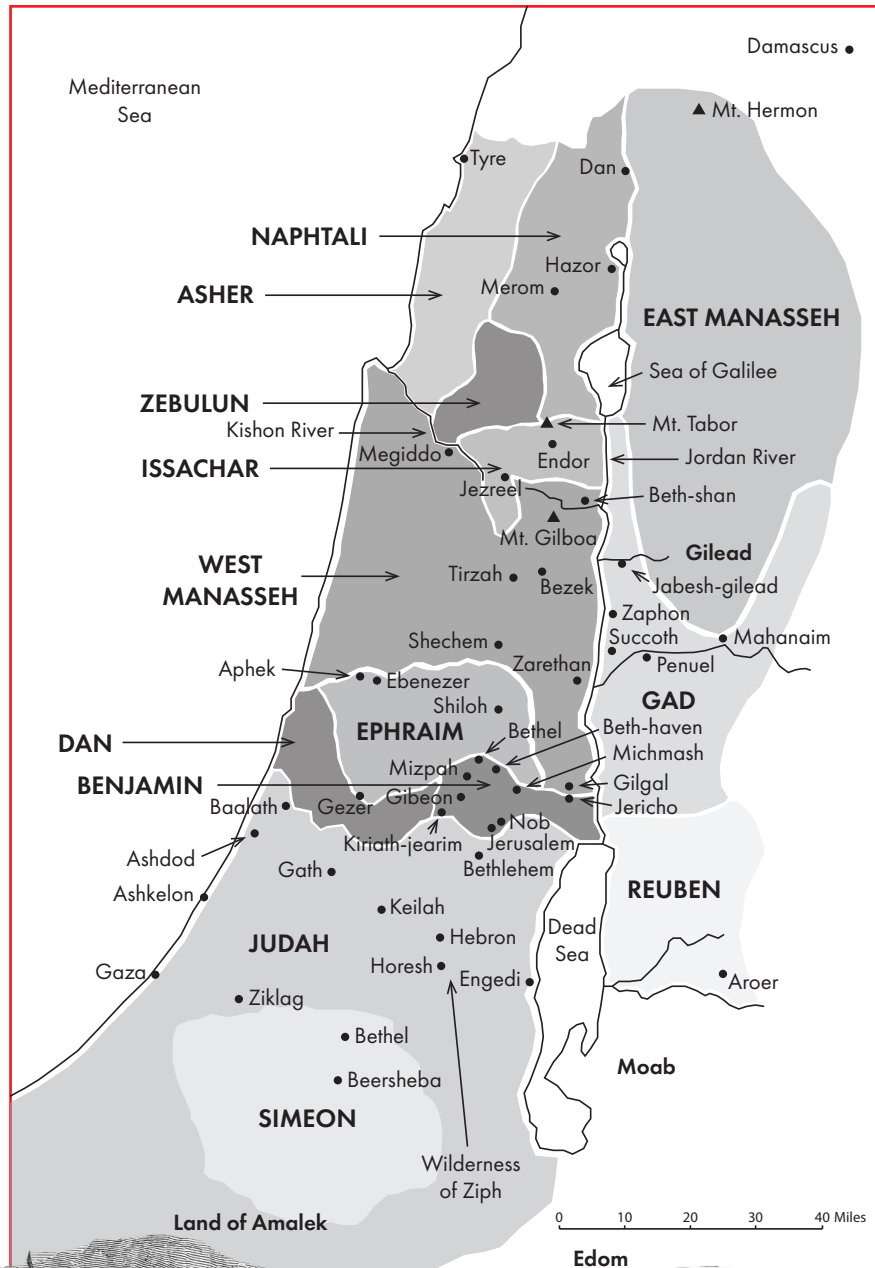 Damascus
Mediterranean
Sea
Mt. Hermon
Tyre
Dan
NAPHTALI
Hazor
Merom
ASHER
EAST MANASSEH
Sea of Galilee
ZEBULUN
Mt. Tabor
Kishon River
Megiddo
Endor
Jordan River
ISSACHAR
Jezreel
Beth-shan
Mt. Gilboa
Gilead
WEST
MANASSEH
Tirzah
Bezek
Jabesh-gilead
Zaphon
Shechem
Succoth
Mahanaim
Zarethan
Penuel
Aphek
Ebenezer
Shiloh
GAD
EPHRAIM
Bethel
Beth-haven
DAN
Mizpah
Michmash
BENJAMIN
Gilgal
Baalath
Gezer
Gibeon
Jericho
Nob
Kiriath-jearim
Jerusalem
Ashdod
Bethlehem
Gath
REUBEN
Ashkelon
Keilah
Dead
Sea
JUDAH
Hebron
Horesh
Gaza
Engedi
Aroer
Ziklag
Bethel
Moab
Beersheba
SIMEON
Wilderness
of Ziph
Land of Amalek
0 10 20 30 40 Miles
Edom